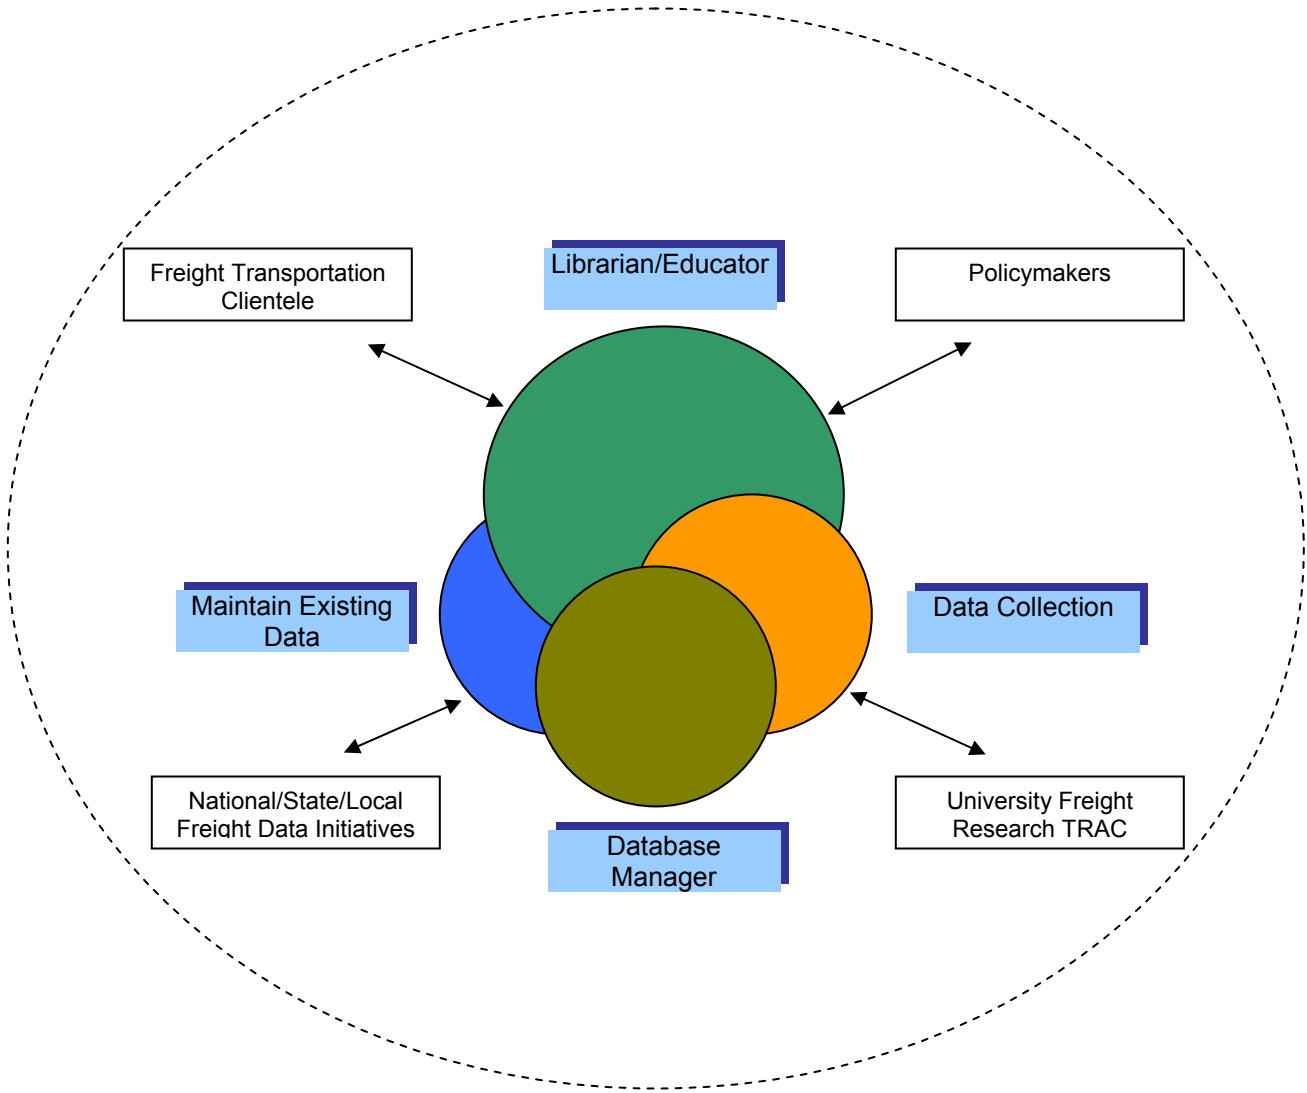 Librarian/Educator
Freight Transportation
Clientele
Policymakers
Maintain Existing
Data
Data Collection
National/State/Local
Freight Data Initiatives
University Freight
Research TRAC
Database
Manager